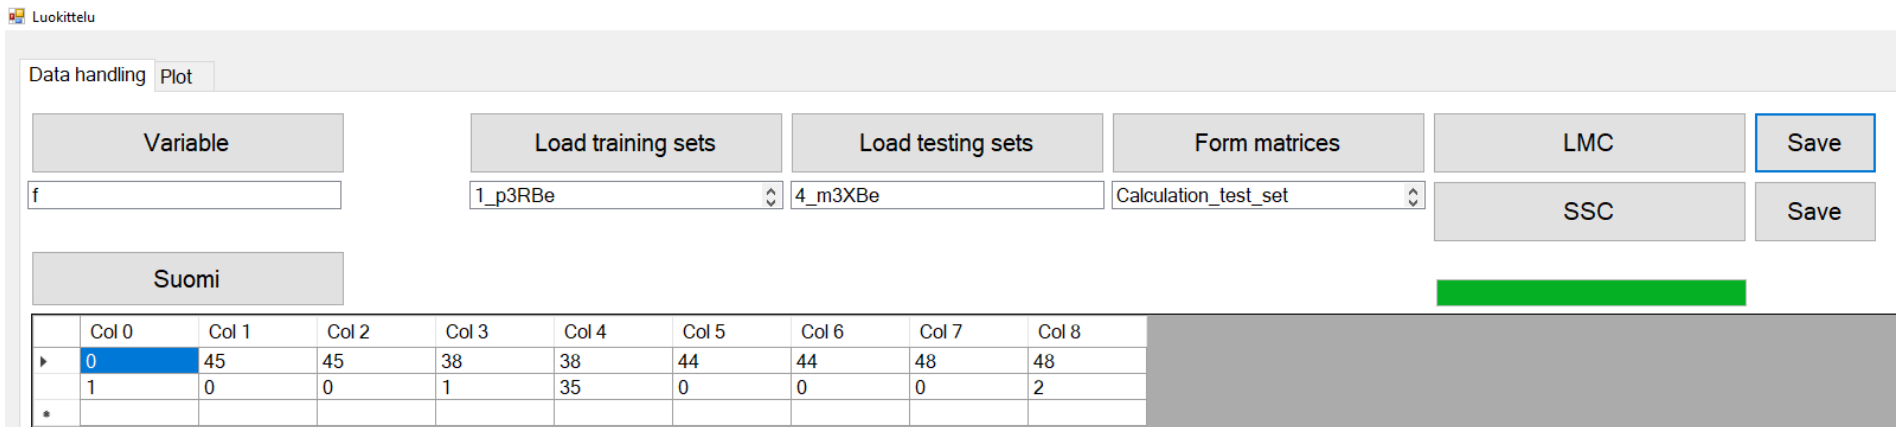 Luokittelu
Data handling Plot
Variable Load training sets Load testing sets Form matrices LMC Save
f 1_p3RBe 4_m3XBe Calculation_test_set SSC Save
Suomi
Col 0 Col 1 Col 2 Col 3 Col 4 Col 5 Col 6 Col 7 Col 8
0 45 45 38 38 44 44 48 48
1 0 0 1 35 0 0 0 2